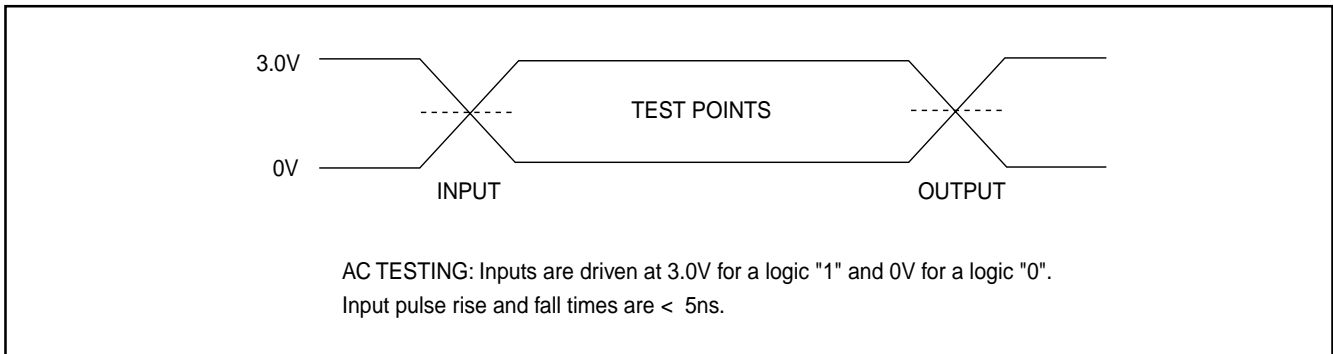 3.0V
TEST POINTS
0V
INPUT
OUTPUT
AC TESTING: Inputs are driven at 3.0V for a logic "1" and 0V for a logic "0".
Input pulse rise and fall times are < 5ns.